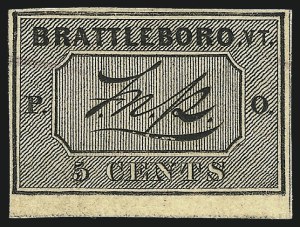 BRATTLEBORO, VT.
F.N.P.
P. O.
5 CENTS